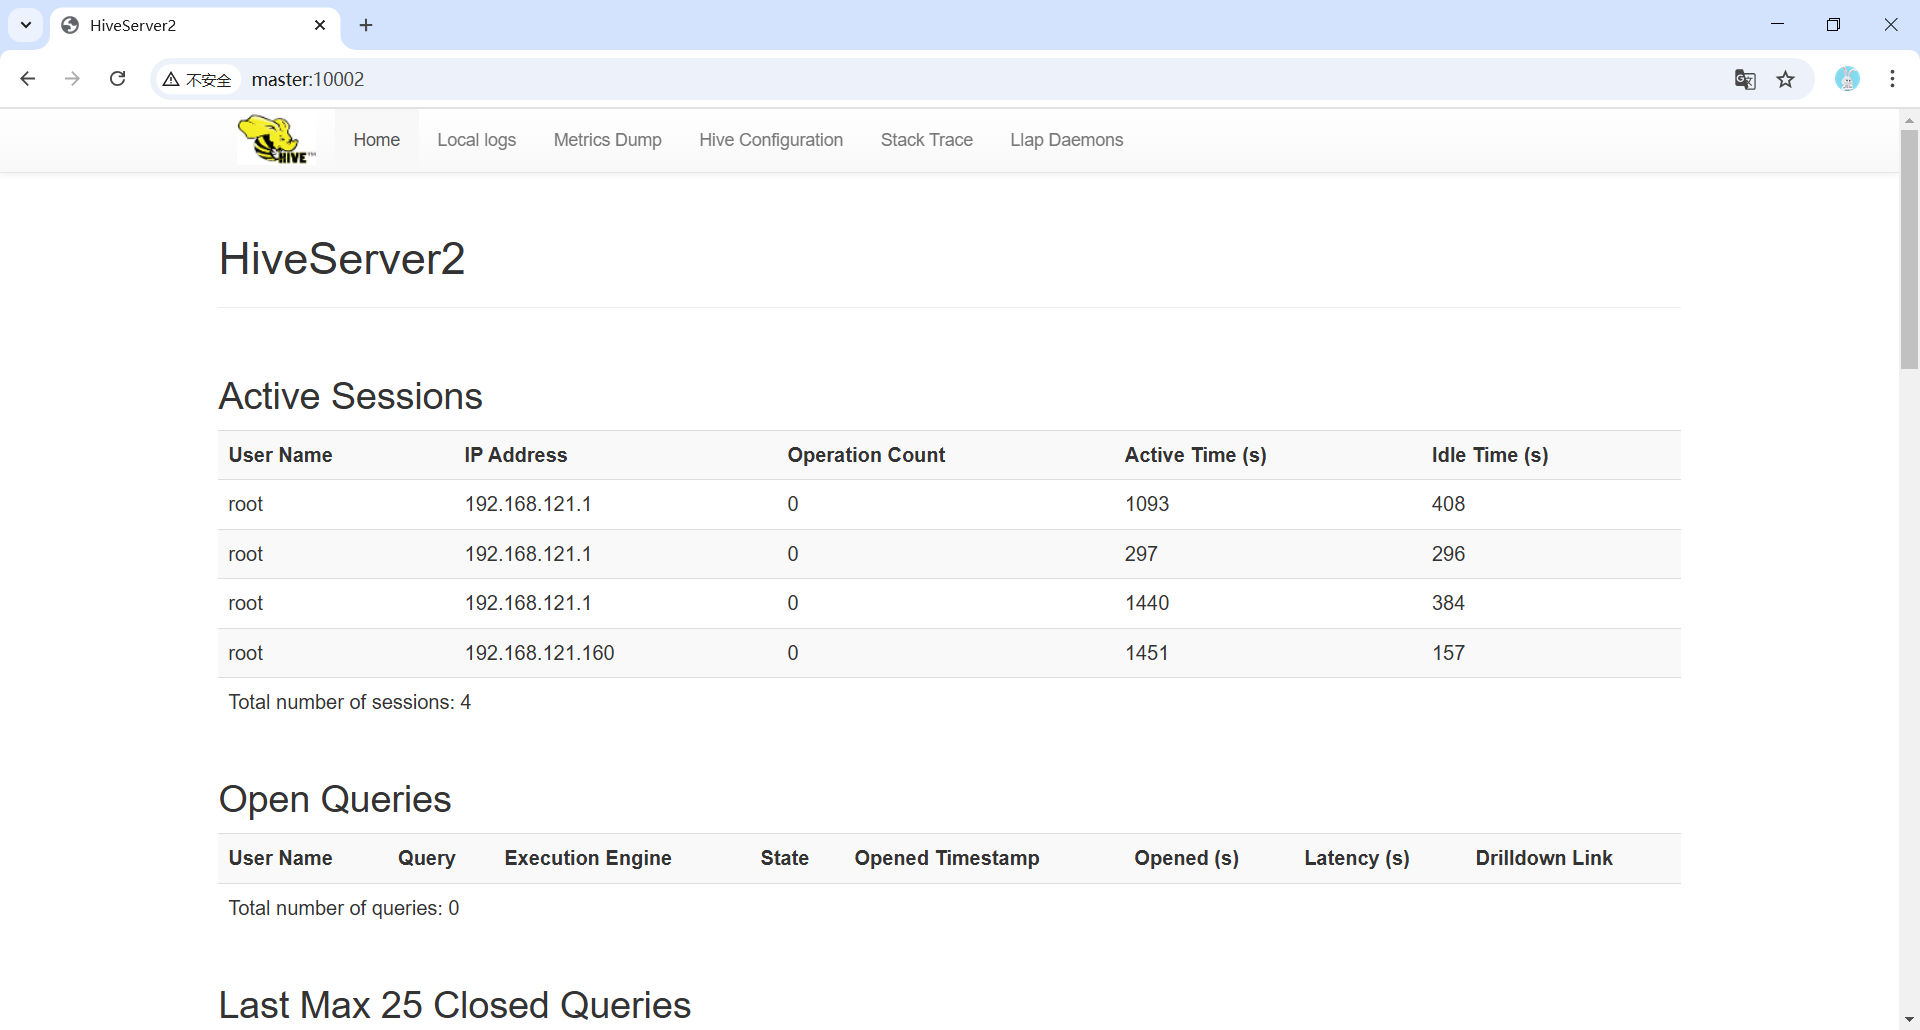 HiveServer2
不安全 master:10002
HIVE™ Home Local logs Metrics Dump Hive Configuration Stack Trace Llap Daemons
HiveServer2
Active Sessions
User Name IP Address Operation Count Active Time (s) Idle Time (s)
root 192.168.121.1 0 1093 408
root 192.168.121.1 0 297 296
root 192.168.121.1 0 1440 384
root 192.168.121.160 0 1451 157
Total number of sessions: 4
Open Queries
User Name Query Execution Engine State Opened Timestamp Opened (s) Latency (s) Drilldown Link
Total number of queries: 0
Last Max 25 Closed Queries